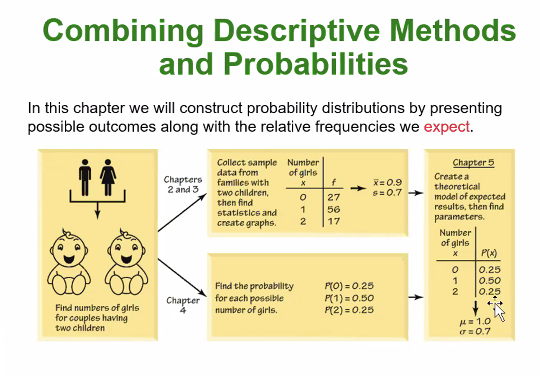 Combining Descriptive Methods
and Probabilities
In this chapter we will construct probability distributions by presenting
possible outcomes along with the relative frequencies we expect.
Find numbers of girls
for couples having
two children
Chapters
2 and 3
Collect sample
data from
families with
two children,
then find
statistics and
create graphs.
Number
of girls
x f
0 27
1 56
2 17
x̅ = 0.9
s = 0.7
Chapter
4
Find the probability
for each possible
number of girls.
P(0) = 0.25
P(1) = 0.50
P(2) = 0.25
Chapter 5
Create a
theoretical
model of expected
results, then find
parameters.
Number
of girls
x P(x)
0 0.25
1 0.50
2 0.25
μ = 1.0
σ = 0.7